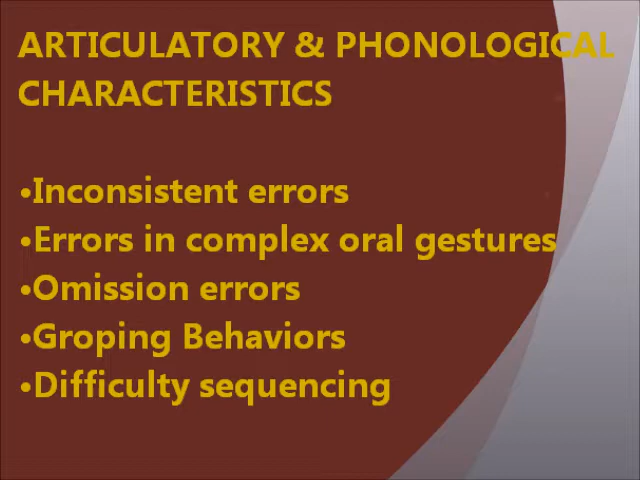 ARTICULATORY & PHONOLOGICAL
CHARACTERISTICS
•Inconsistent errors
•Errors in complex oral gestures
•Omission errors
•Groping Behaviors
•Difficulty sequencing